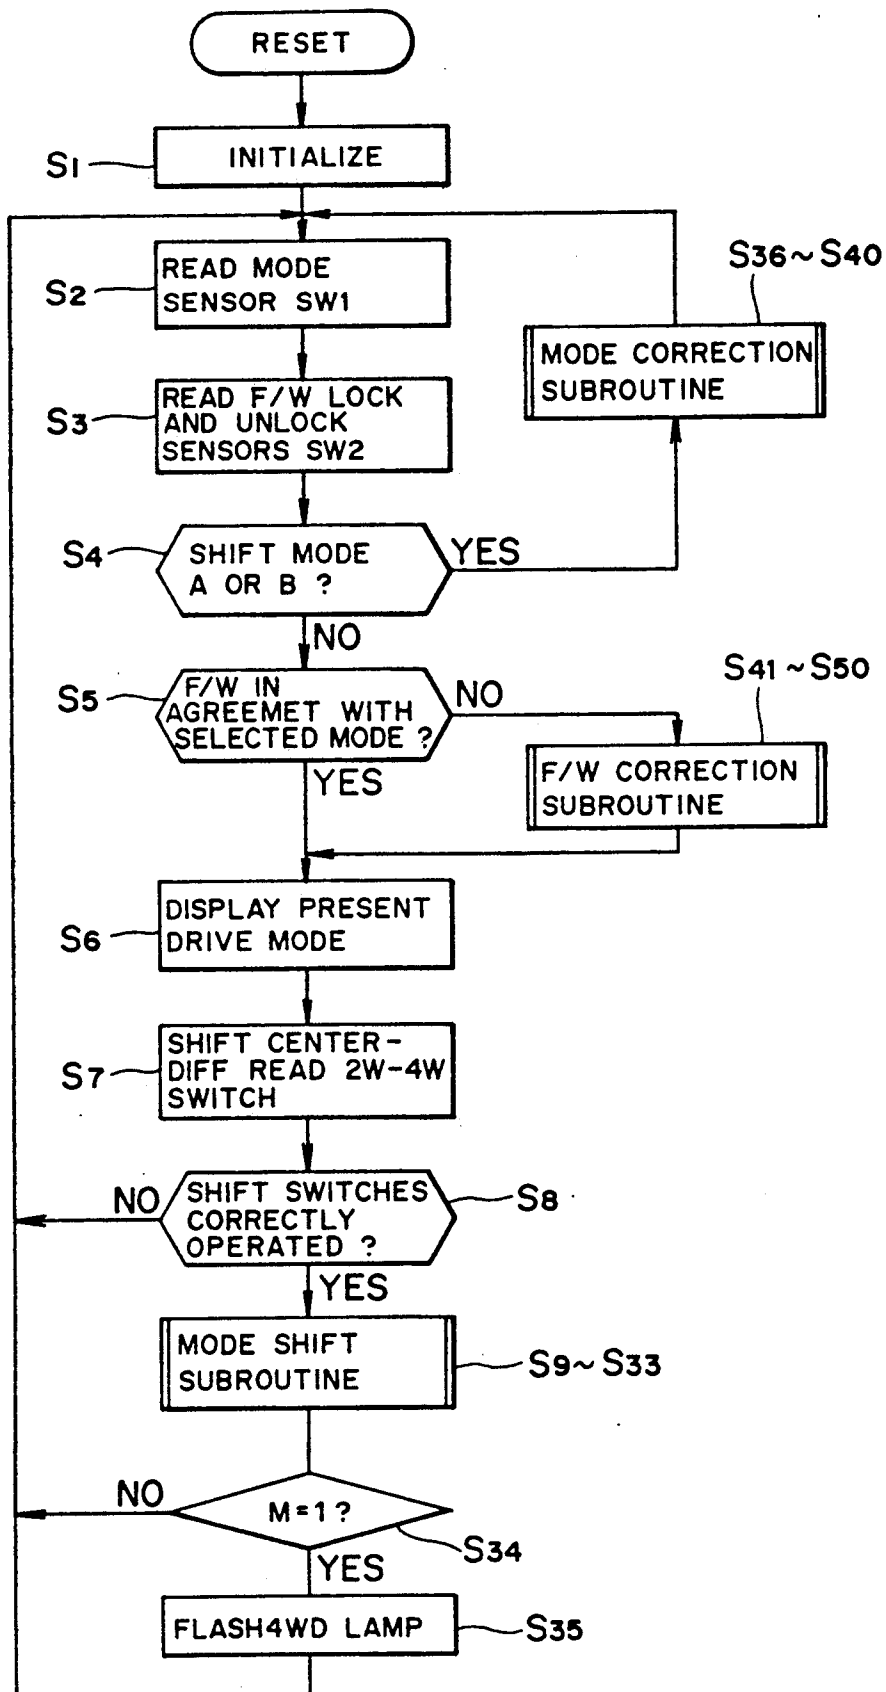 RESET
S1
INITIALIZE
S2
READ MODE
SENSOR SW1
S36~S40
MODE CORRECTION
SUBROUTINE
S3
READ F/W LOCK
AND UNLOCK
SENSORS SW2
S4
SHIFT MODE
A OR B ?
YES
NO
S5
F/W IN
AGREEMET WITH
SELECTED MODE ?
NO
YES
S41~S50
F/W CORRECTION
SUBROUTINE
S6
DISPLAY PRESENT
DRIVE MODE
S7
SHIFT CENTER-
DIFF READ 2W-4W
SWITCH
NO
SHIFT SWITCHES
CORRECTLY
OPERATED ?
S8
YES
MODE SHIFT
SUBROUTINE
S9~S33
NO
M=1?
S34
YES
FLASH4WD LAMP
S35